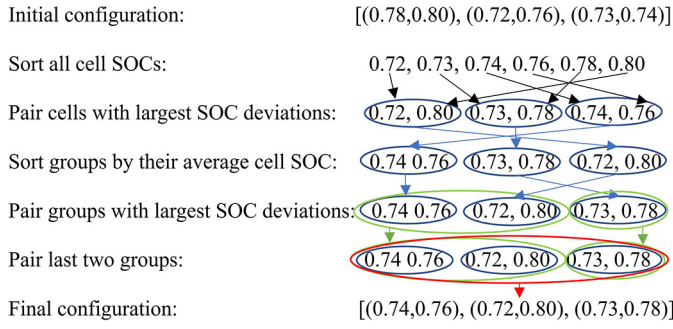 Initial configuration: [(0.78,0.80), (0.72,0.76), (0.73,0.74)]
Sort all cell SOCs: 0.72, 0.73, 0.74, 0.76, 0.78, 0.80
Pair cells with largest SOC deviations: 0.72, 0.80 0.73, 0.78 0.74, 0.76
Sort groups by their average cell SOC: 0.74 0.76 0.73, 0.78 0.72, 0.80
Pair groups with largest SOC deviations: 0.74 0.76 0.72, 0.80 0.73, 0.78
Pair last two groups: 0.74 0.76 0.72, 0.80 0.73, 0.78
Final configuration: [(0.74,0.76), (0.72,0.80), (0.73,0.78)]